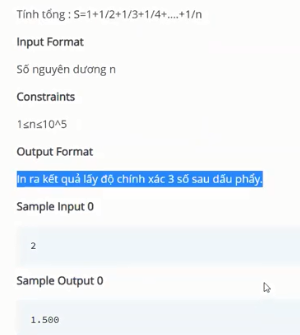 Tính tổng : S=1+1/2+1/3+1/4+....+1/n
Input Format
Số nguyên dương n
Constraints
1≤n≤10^5
Output Format
In ra kết quả lấy độ chính xác 3 số sau dấu phẩy.
Sample Input 0
2
Sample Output 0
1.500